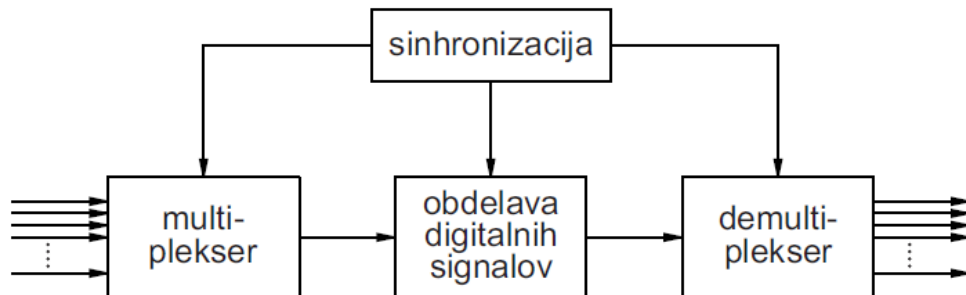 sinhronizacija
multi-
plekser
obdelava
digitalnih
signalov
demulti-
plekser